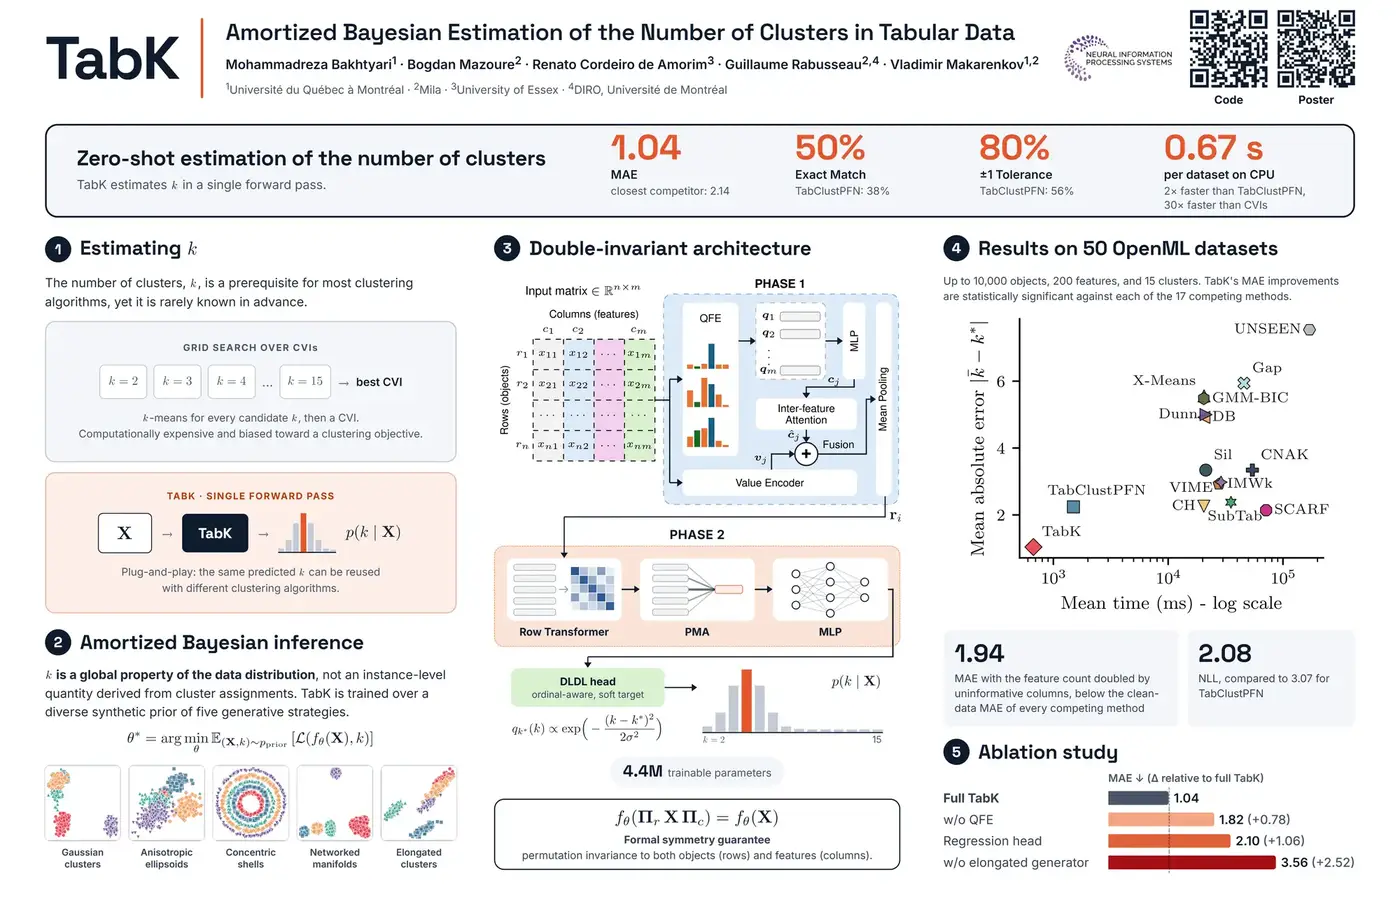 TabK
Amortized Bayesian Estimation of the Number of Clusters in Tabular Data
Mohammadreza Bakhtyari¹ · Bogdan Mazoure² · Renato Cordeiro de Amorim³ · Guillaume Rabusseau²,⁴ · Vladimir Makarenkov¹,²
¹Université du Québec à Montréal · ²Mila · ³University of Essex · ⁴DIRO, Université de Montréal
NEURAL INFORMATION
PROCESSING SYSTEMS
Code
Poster
Zero-shot estimation of the number of clusters
TabK estimates k in a single forward pass.
1.04
MAE
closest competitor: 2.14
50%
Exact Match
TabClustPFN: 38%
80%
±1 Tolerance
TabClustPFN: 56%
0.67 s
per dataset on CPU
2× faster than TabClustPFN,
30× faster than CVIs
1 Estimating k
The number of clusters, k, is a prerequisite for most clustering
algorithms, yet it is rarely known in advance.
GRID SEARCH OVER CVIs
k = 2 k = 3 k = 4 ... k = 15 → best CVI
k-means for every candidate k, then a CVI.
Computationally expensive and biased toward a clustering objective.
TABK · SINGLE FORWARD PASS
X → TabK → p(k | X)
Plug-and-play: the same predicted k can be reused
with different clustering algorithms.
2 Amortized Bayesian inference
k is a global property of the data distribution, not an instance-level
quantity derived from cluster assignments. TabK is trained over a
diverse synthetic prior of five generative strategies.
θ* = arg min_θ 𝔼_(X,k)∼p_prior [ℒ(f_θ(X), k)]
Gaussian
clusters
Anisotropic
ellipsoids
Concentric
shells
Networked
manifolds
Elongated
clusters
3 Double-invariant architecture
Input matrix ∈ ℝ^{n×m}
Columns (features)
c₁ c₂ c_m
Rows (objects)
r₁ x₁₁ x₁₂ ... x₁m
r₂ x₂₁ x₂₂ ... x₂m
r_n x_n1 x_n2 ... x_nm
PHASE 1
QFE
q₁
q₂
q_m
MLP
c_j
Inter-feature
Attention
ĉ_j
Fusion
v_j
+
Value Encoder
Mean Pooling
r_i
PHASE 2
Row Transformer
PMA
MLP
DLDL head
ordinal-aware, soft target
q_k*(k) ∝ exp(− (k − k*)² / 2σ²)
p(k | X)
k = 2
15
4.4M trainable parameters
f_θ(Π_r X Π_c) = f_θ(X)
Formal symmetry guarantee
permutation invariance to both objects (rows) and features (columns).
4 Results on 50 OpenML datasets
Up to 10,000 objects, 200 features, and 15 clusters. TabK's MAE improvements
are statistically significant against each of the 17 competing methods.
Mean absolute error |k̄ − k*|
6
4
2
UNSEEN
Gap
X-Means
GMM-BIC
Dunn
DB
Sil
CNAK
VIME
IMWk
TabClustPFN
CH
SubTab
SCARF
TabK
10³ 10⁴ 10⁵
Mean time (ms) - log scale
1.94
MAE with the feature count doubled by
uninformative columns, below the clean-
data MAE of every competing method
2.08
NLL, compared to 3.07 for
TabClustPFN
5 Ablation study
MAE ↓ (Δ relative to full TabK)
Full TabK 1.04
w/o QFE 1.82 (+0.78)
Regression head 2.10 (+1.06)
w/o elongated generator 3.56 (+2.52)